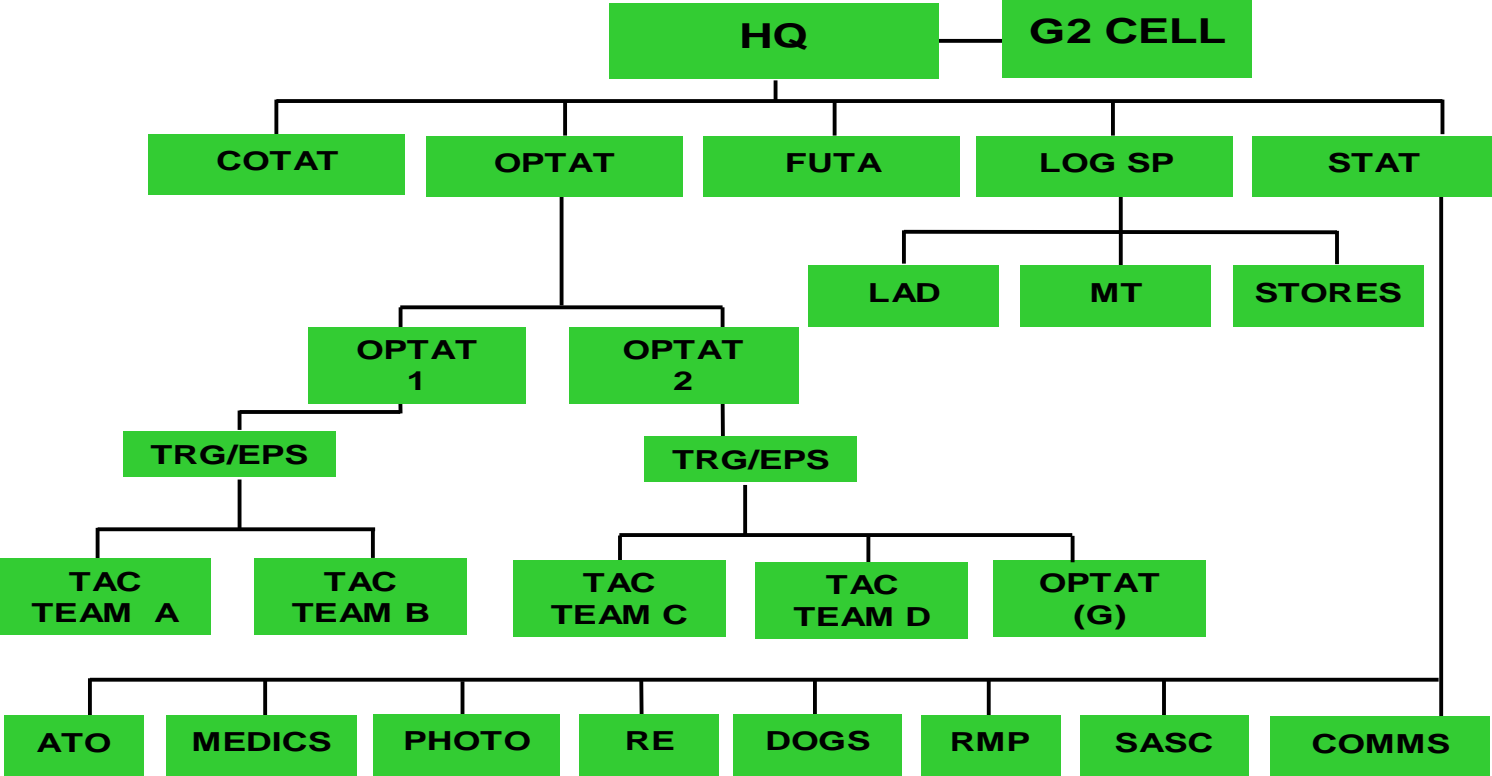 HQ
G2 CELL
COTAT
OPTAT
FUTA
LOG SP
STAT
LAD
MT
STORES
OPTAT
1
OPTAT
2
TRG/EPS
TRG/EPS
TAC
TEAM A
TAC
TEAM B
TAC
TEAM C
TAC
TEAM D
OPTAT
(G)
ATO
MEDICS
PHOTO
RE
DOGS
RMP
SASC
COMMS